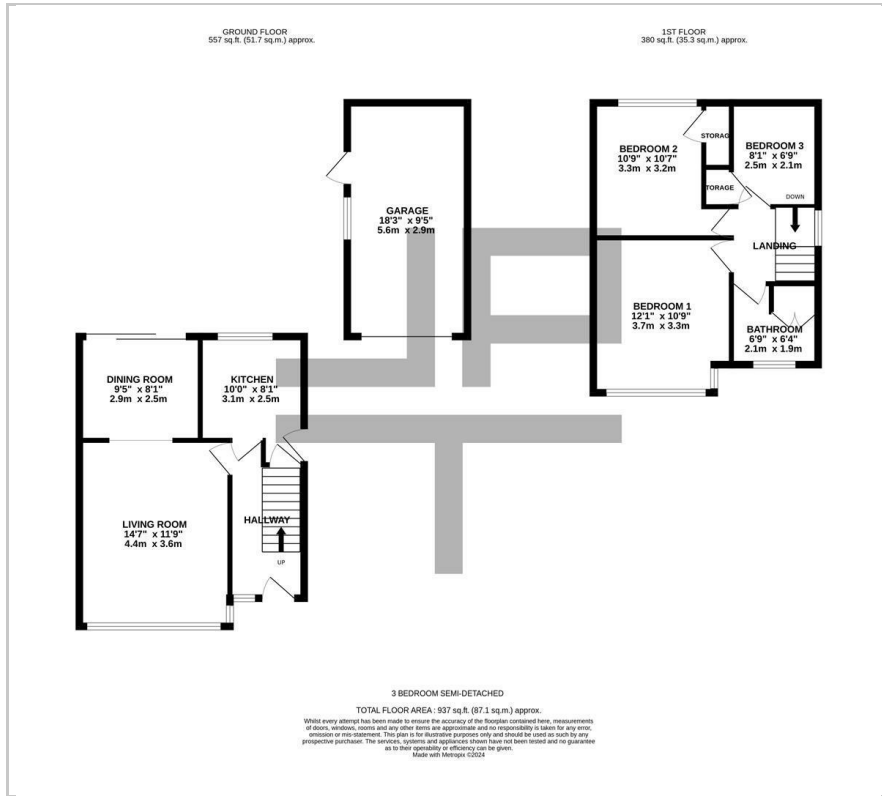 GROUND FLOOR
557 sq.ft. (51.7 sq.m.) approx.
1ST FLOOR
380 sq.ft. (35.3 sq.m.) approx.
GARAGE
18'3" x 9'5"
5.6m x 2.9m
DINING ROOM
9'5" x 8'1"
2.9m x 2.5m
KITCHEN
10'0" x 8'1"
3.1m x 2.5m
LIVING ROOM
14'7" x 11'9"
4.4m x 3.6m
HALLWAY
UP
BEDROOM 2
10'9" x 10'7"
3.3m x 3.2m
STORAG
BEDROOM 3
8'1" x 6'9"
2.5m x 2.1m
TORAGE
DOWN
LANDING
BEDROOM 1
12'1" x 10'9"
3.7m x 3.3m
BATHROOM
6'9" x 6'4"
2.1m x 1.9m
3 BEDROOM SEMI-DETACHED
TOTAL FLOOR AREA : 937 sq.ft. (87.1 sq.m.) approx.
Whilst every attempt has been made to ensure the accuracy of the floorplan contained here, measurements
of doors, windows, rooms and any other items are approximate and no responsibility is taken for any error,
omission or mis-statement. This plan is for illustrative purposes only and should be used as such by any
prospective purchaser. The services, systems and appliances shown have not been tested and no guarantee
as to their operability or efficiency can be given.
Made with Metropix ©2024